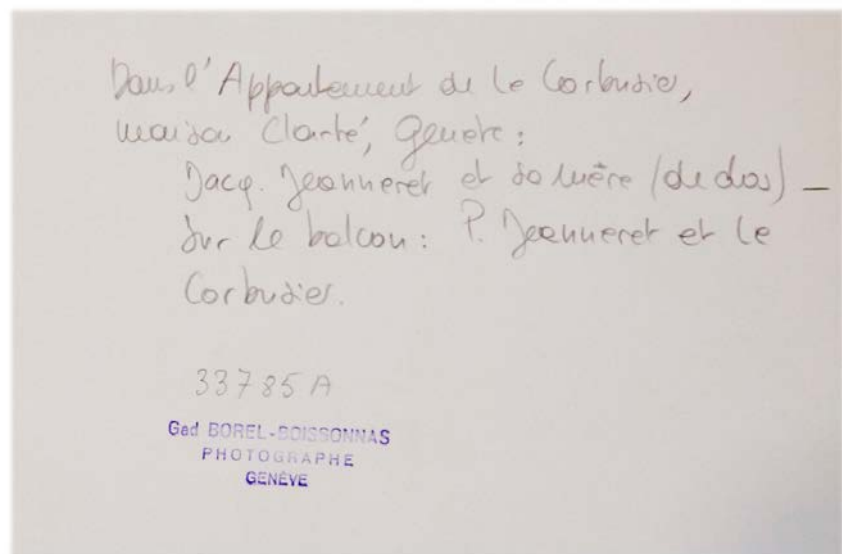 Dans l'Appartement de Le Corbusier,
maison Clarté, Genève :
Jacq. Jeanneret et sa mère (de dos) —
sur le balcon : P. Jeanneret et Le
Corbusier.
33785 A
Gad BOREL-BOISSONNAS
PHOTOGRAPHE
GENÈVE